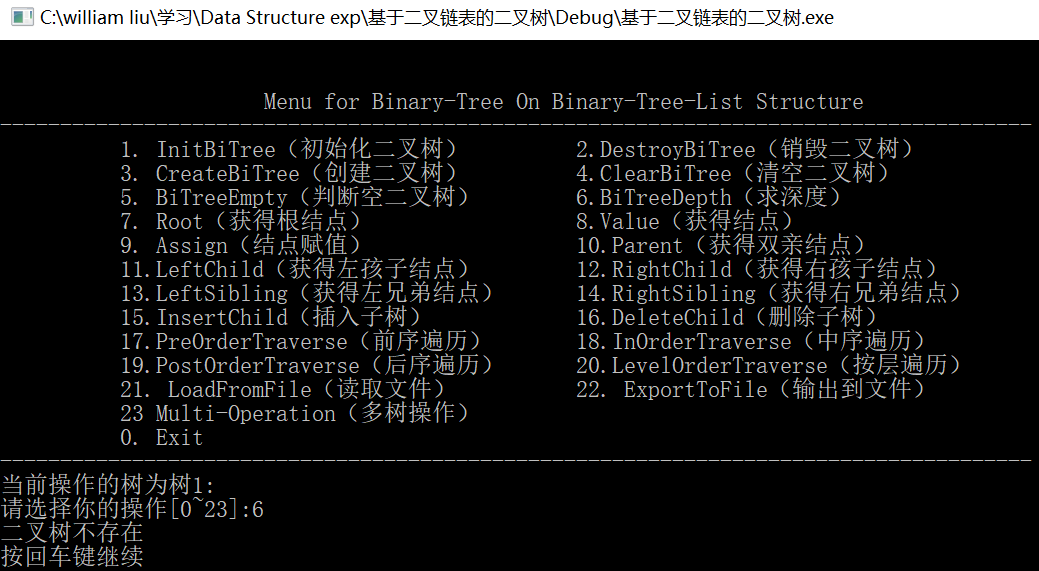 C:\william liu\学习\Data Structure exp\基于二叉链表的二叉树\Debug\基于二叉链表的二叉树.exe
Menu for Binary-Tree On Binary-Tree-List Structure
1. InitBiTree（初始化二叉树） 2.DestroyBiTree（销毁二叉树）
3. CreateBiTree（创建二叉树） 4.ClearBiTree（清空二叉树）
5. BiTreeEmpty（判断空二叉树） 6.BiTreeDepth（求深度）
7. Root（获得根结点） 8.Value（获得结点）
9. Assign（结点赋值） 10.Parent（获得双亲结点）
11.LeftChild（获得左孩子结点） 12.RightChild（获得右孩子结点）
13.LeftSibling（获得左兄弟结点） 14.RightSibling（获得右兄弟结点）
15.InsertChild（插入子树） 16.DeleteChild（删除子树）
17.PreOrderTraverse（前序遍历） 18.InOrderTraverse（中序遍历）
19.PostOrderTraverse（后序遍历） 20.LevelOrderTraverse（按层遍历）
21. LoadFromFile（读取文件） 22. ExportToFile（输出到文件）
23 Multi-Operation（多树操作）
0. Exit
当前操作的树为树1:
请选择你的操作[0~23]:6
二叉树不存在
按回车键继续